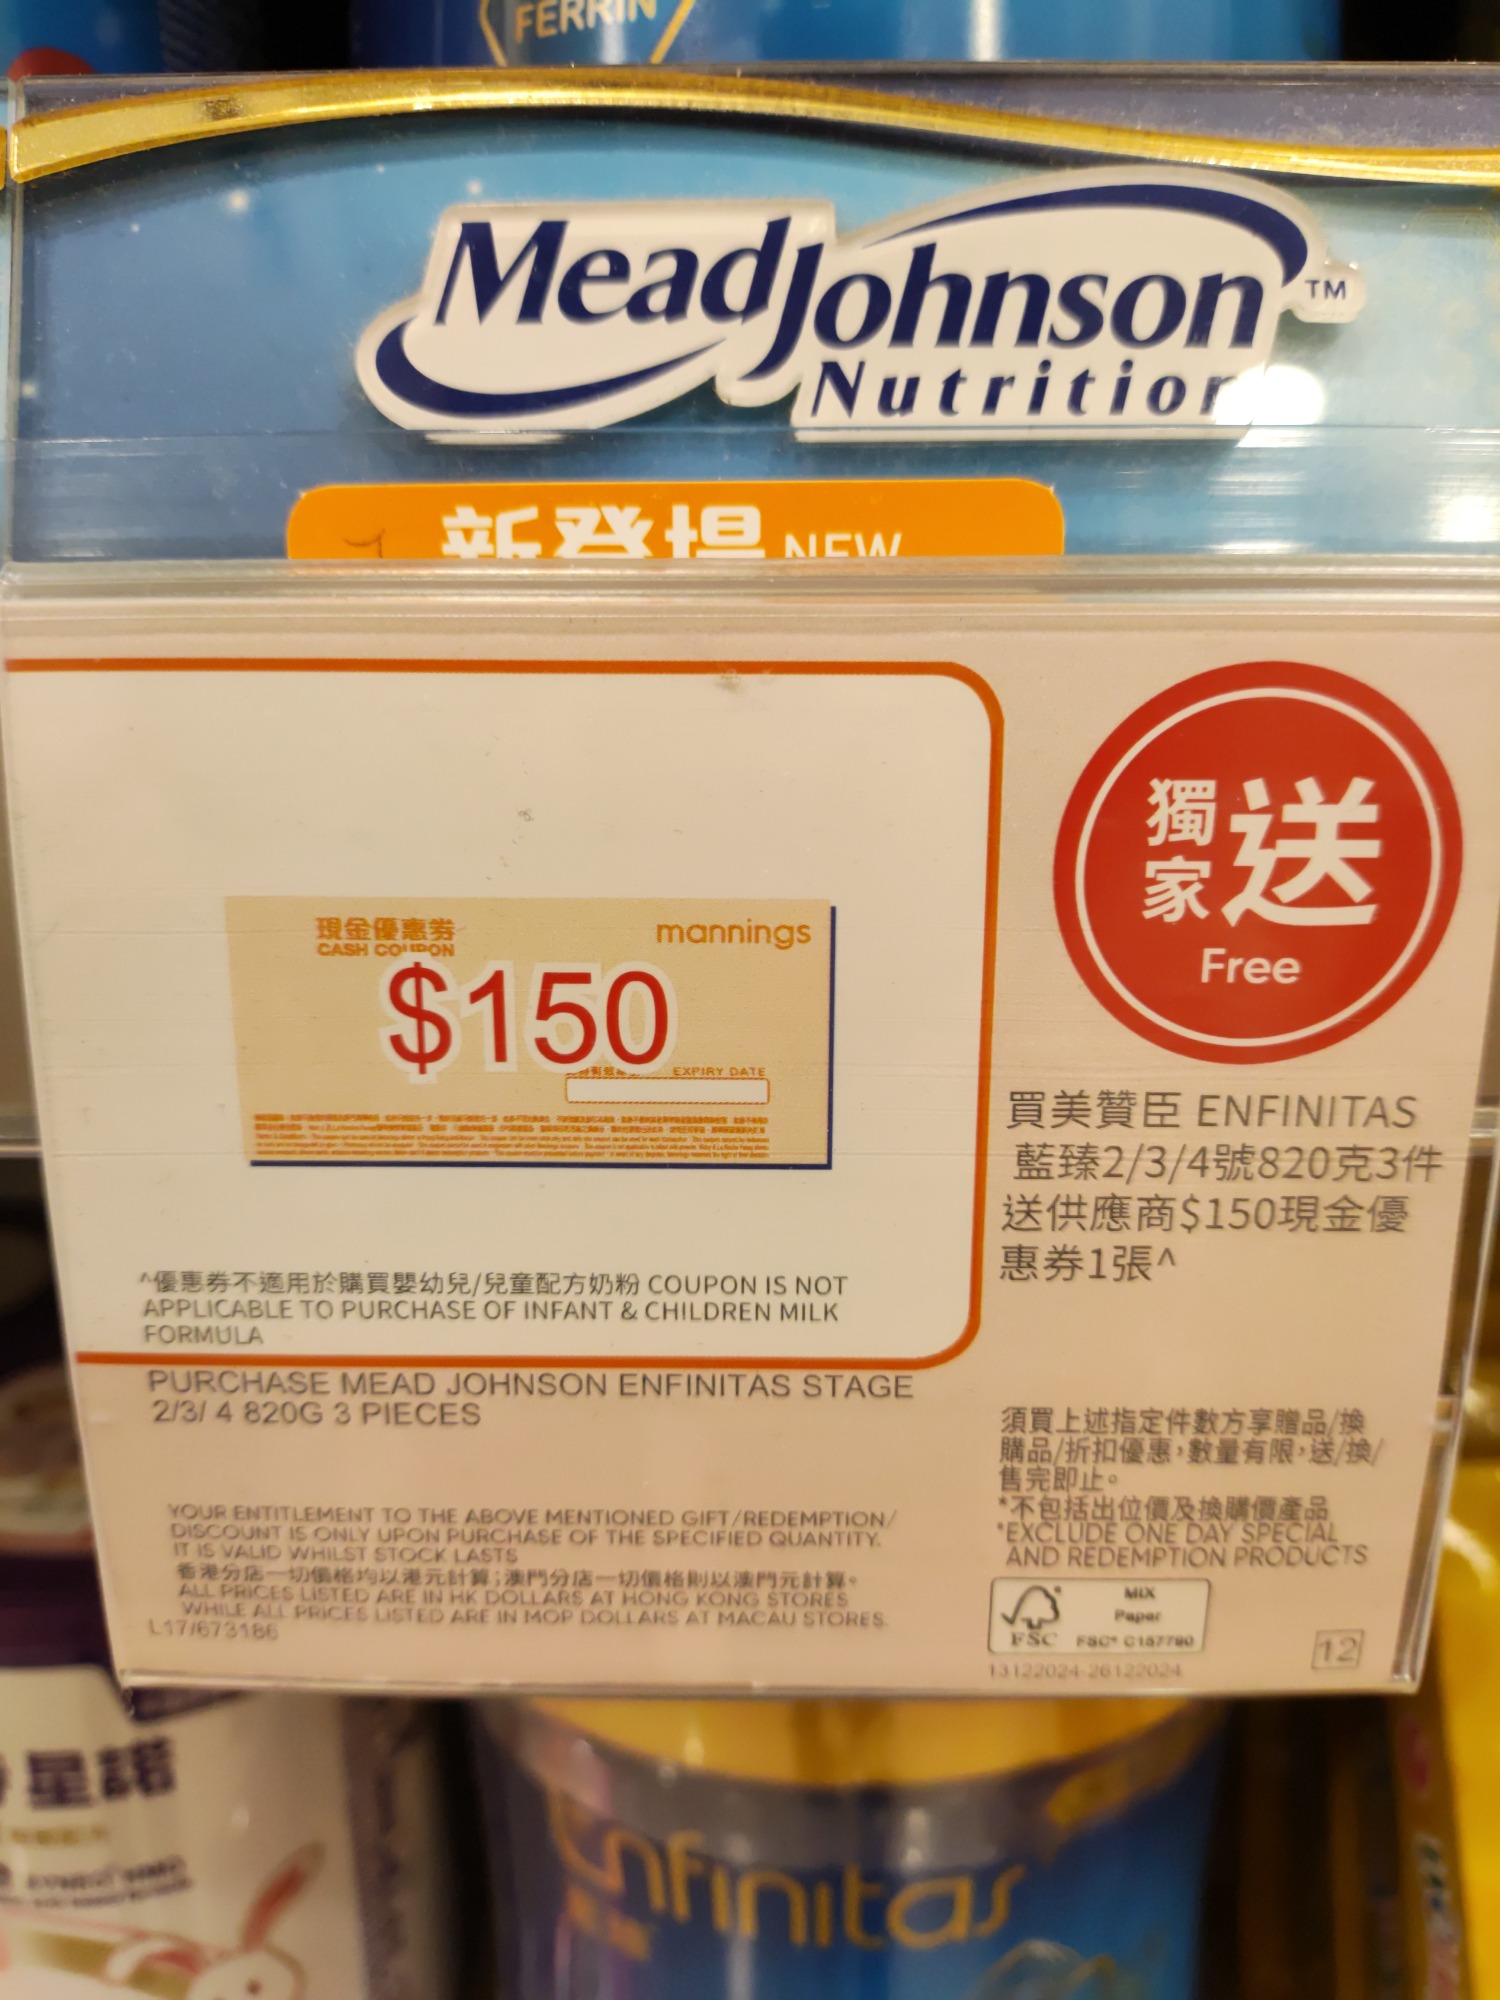 FERRIN
MeadJohnson™
Nutrition
新登場 NEW
獨家送
Free
現金優惠券
CASH COUPON
mannings
$150
EXPIRY DATE
買美贊臣 ENFINITAS
藍臻2/3/4號820克3件
送供應商$150現金優
惠券1張^
^優惠券不適用於購買嬰幼兒/兒童配方奶粉 COUPON IS NOT
APPLICABLE TO PURCHASE OF INFANT & CHILDREN MILK
FORMULA
PURCHASE MEAD JOHNSON ENFINITAS STAGE
2/3/ 4 820G 3 PIECES
須買上述指定件數方享贈品/換
購品/折扣優惠,數量有限,送/換/
售完即止。
*不包括出位價及換購價產品
*EXCLUDE ONE DAY SPECIAL
AND REDEMPTION PRODUCTS
YOUR ENTITLEMENT TO THE ABOVE MENTIONED GIFT/REDEMPTION/
DISCOUNT IS ONLY UPON PURCHASE OF THE SPECIFIED QUANTITY.
IT IS VALID WHILST STOCK LASTS
香港分店一切價格均以港元計算;澳門分店一切價格則以澳門元計算。
ALL PRICES LISTED ARE IN HK DOLLARS AT HONG KONG STORES
WHILE ALL PRICES LISTED ARE IN MOP DOLLARS AT MACAU STORES.
L17/673186
FSC
MIX
Paper
FSC® C157790
13122024-26122024
12
星諾
Enfinitas